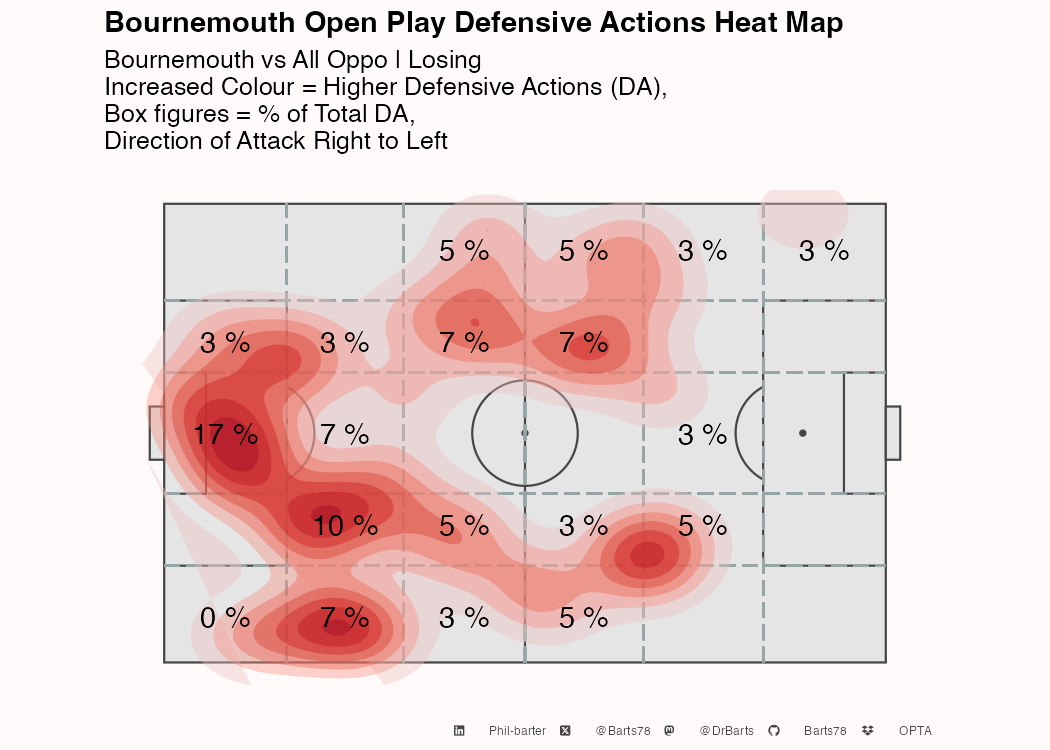 Bournemouth Open Play Defensive Actions Heat Map
Bournemouth vs All Oppo | Losing
Increased Colour = Higher Defensive Actions (DA),
Box figures = % of Total DA,
Direction of Attack Right to Left
5 % 5 % 3 % 3 %
3 % 3 % 7 % 7 %
17 % 7 % 3 %
10 % 5 % 3 % 5 %
0 % 7 % 3 % 5 %
Phil-barter @Barts78 @DrBarts Barts78 OPTA